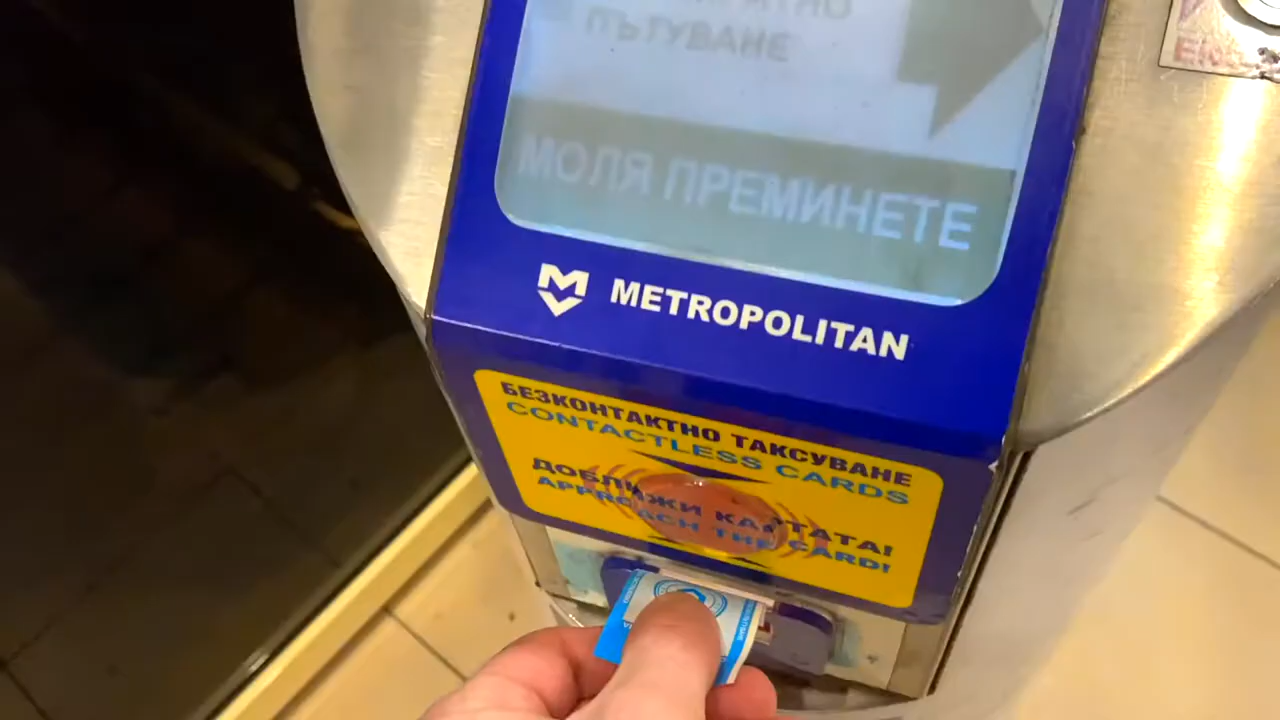 ПЪТУВАНЕ
МОЛЯ ПРЕМИНЕТЕ
METROPOLITAN
БЕЗКОНТАКТНО ТАКСУВАНЕ
CONTACTLESS CARDS
ДОБЛИЖИ КАРТАТА!
APPROACH THE CARD!